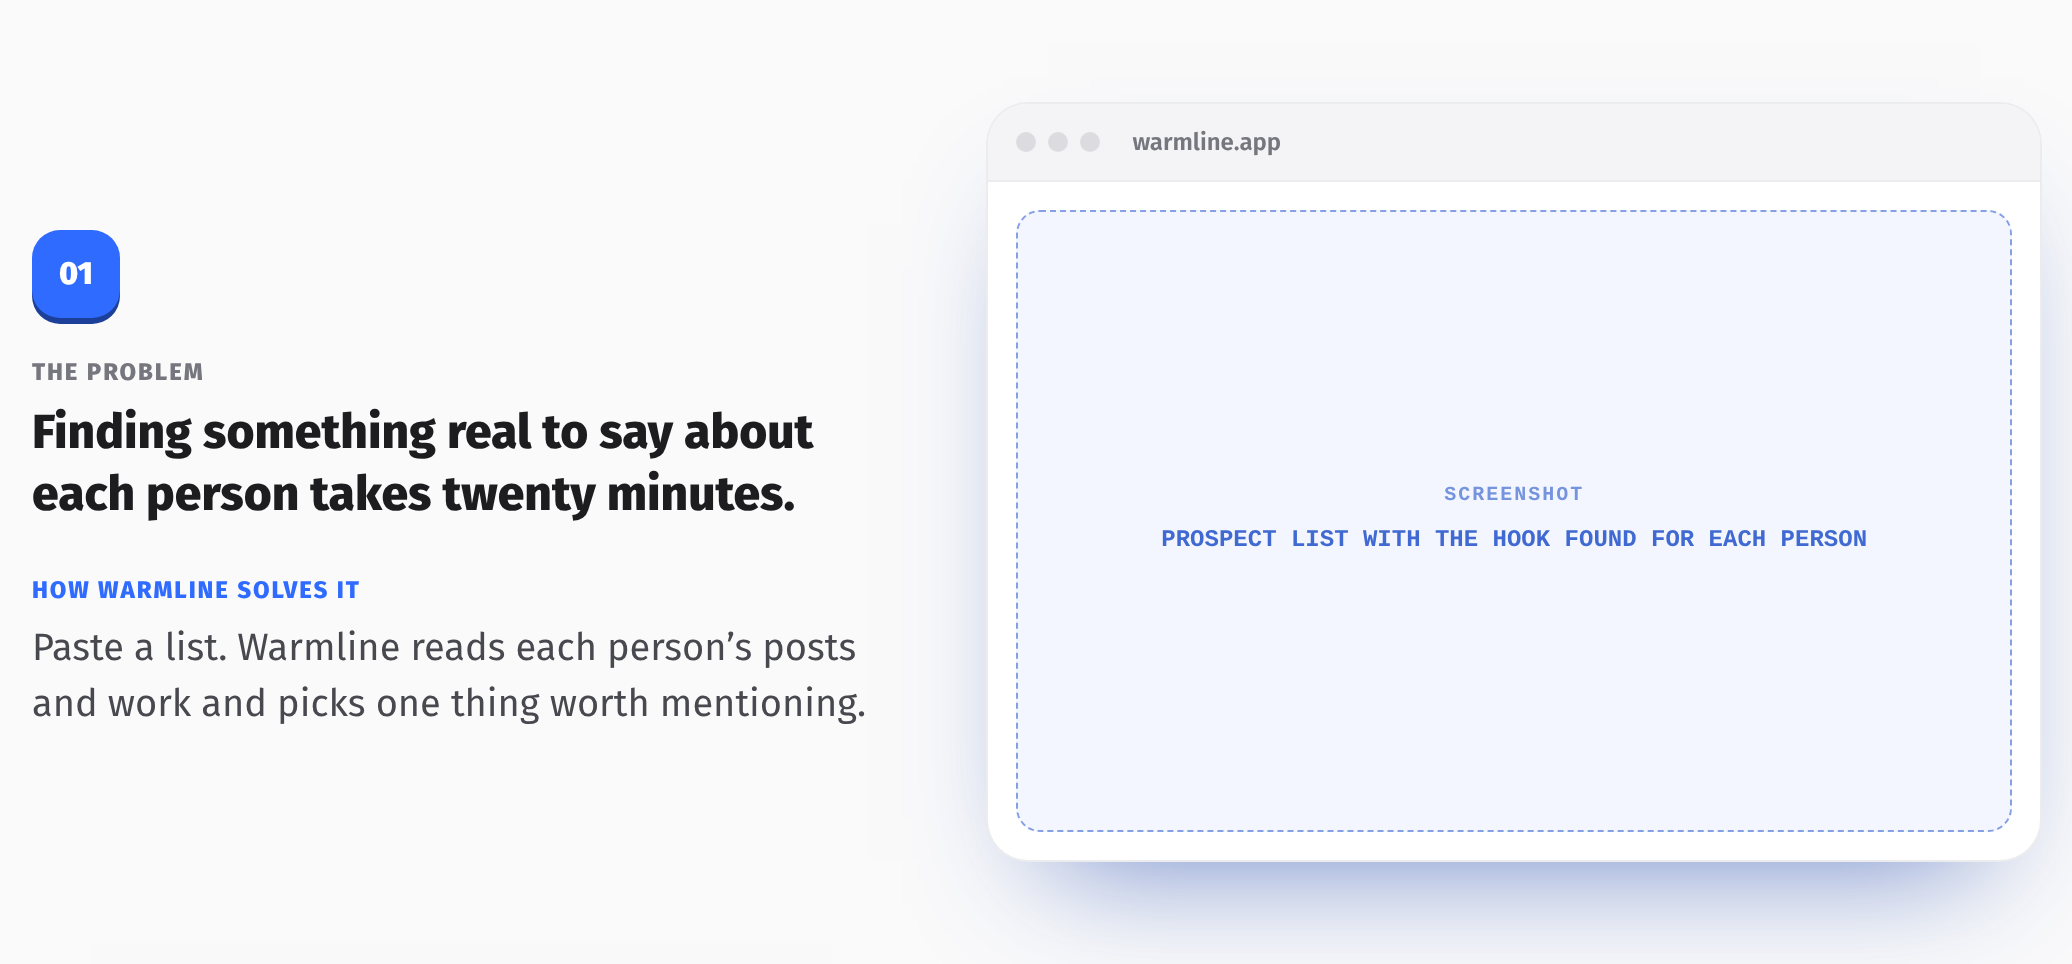 01
THE PROBLEM
Finding something real to say about
each person takes twenty minutes.
HOW WARMLINE SOLVES IT
Paste a list. Warmline reads each person’s posts
and work and picks one thing worth mentioning.
warmline.app
SCREENSHOT
PROSPECT LIST WITH THE HOOK FOUND FOR EACH PERSON